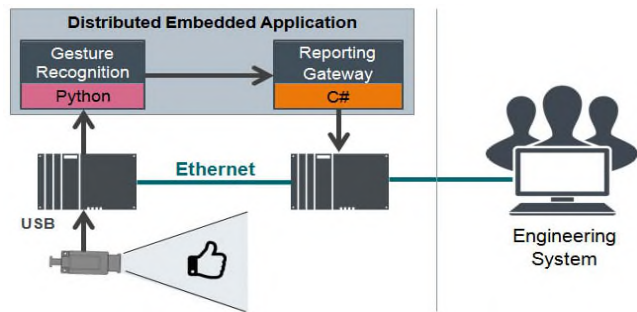 Distributed Embedded Application
Gesture
Recognition
Python
Reporting
Gateway
C#
Ethernet
USB
Engineering
System